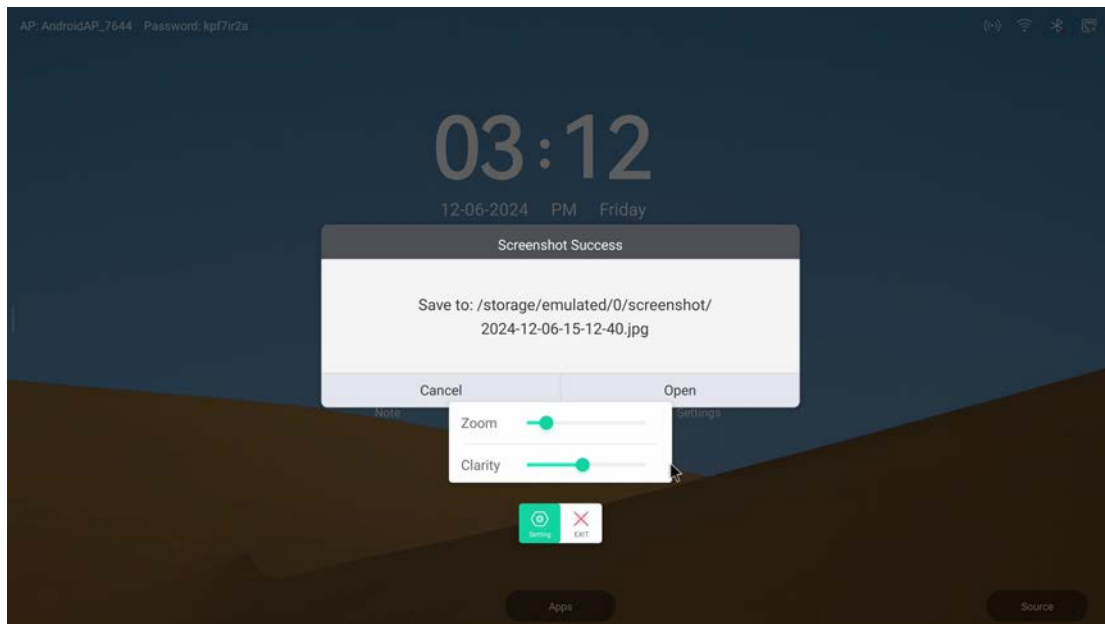 AP: AndroidAP_7644 Password: kpf7ir2a
03:12
12-06-2024 PM Friday
Screenshot Success
Save to: /storage/emulated/0/screenshot/
2024-12-06-15-12-40.jpg
Cancel Open
Note Settings
Zoom
Clarity
Setting EXIT
Apps Source